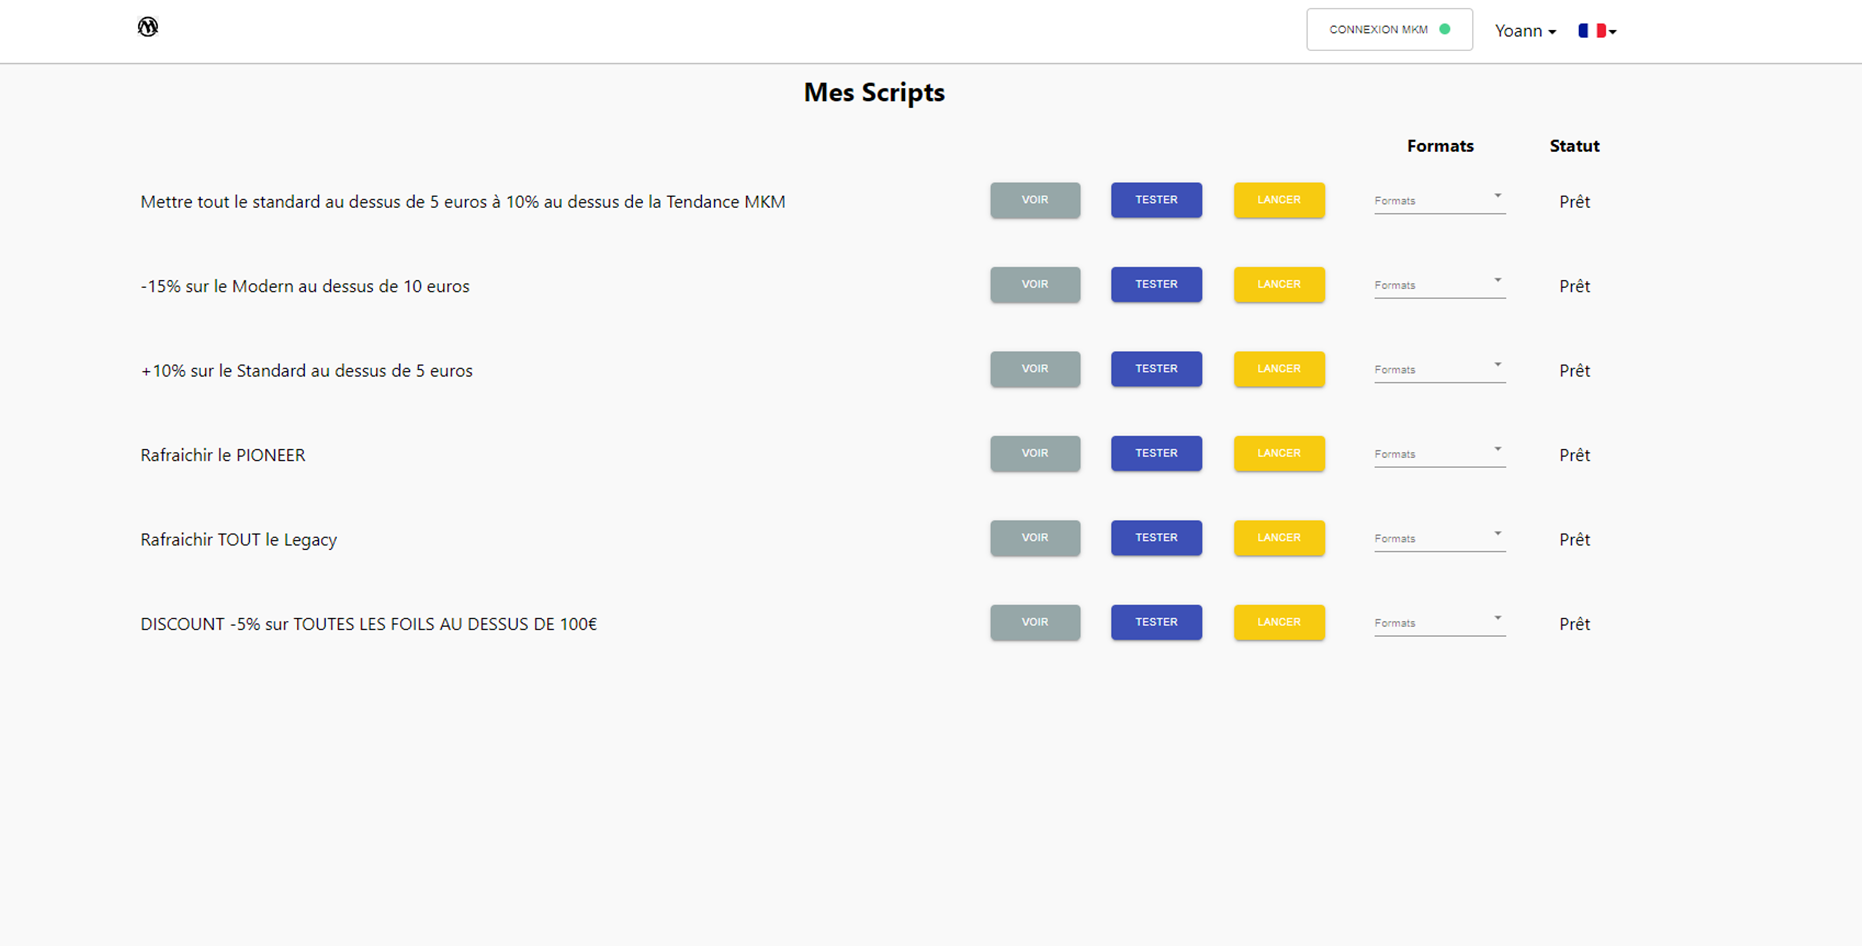 CONNEXION MKM Yoann
Mes Scripts
Formats Statut
Mettre tout le standard au dessus de 5 euros à 10% au dessus de la Tendance MKM VOIR TESTER LANCER Formats Prêt
-15% sur le Modern au dessus de 10 euros VOIR TESTER LANCER Formats Prêt
+10% sur le Standard au dessus de 5 euros VOIR TESTER LANCER Formats Prêt
Rafraichir le PIONEER VOIR TESTER LANCER Formats Prêt
Rafraichir TOUT le Legacy VOIR TESTER LANCER Formats Prêt
DISCOUNT -5% sur TOUTES LES FOILS AU DESSUS DE 100€ VOIR TESTER LANCER Formats Prêt